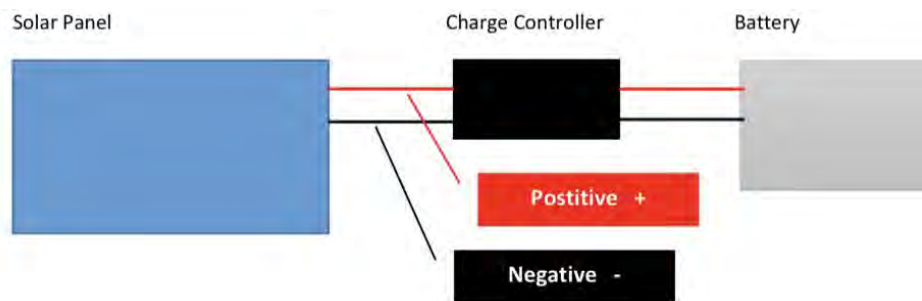 Solar Panel
Charge Controller
Battery
Postitive +
Negative -